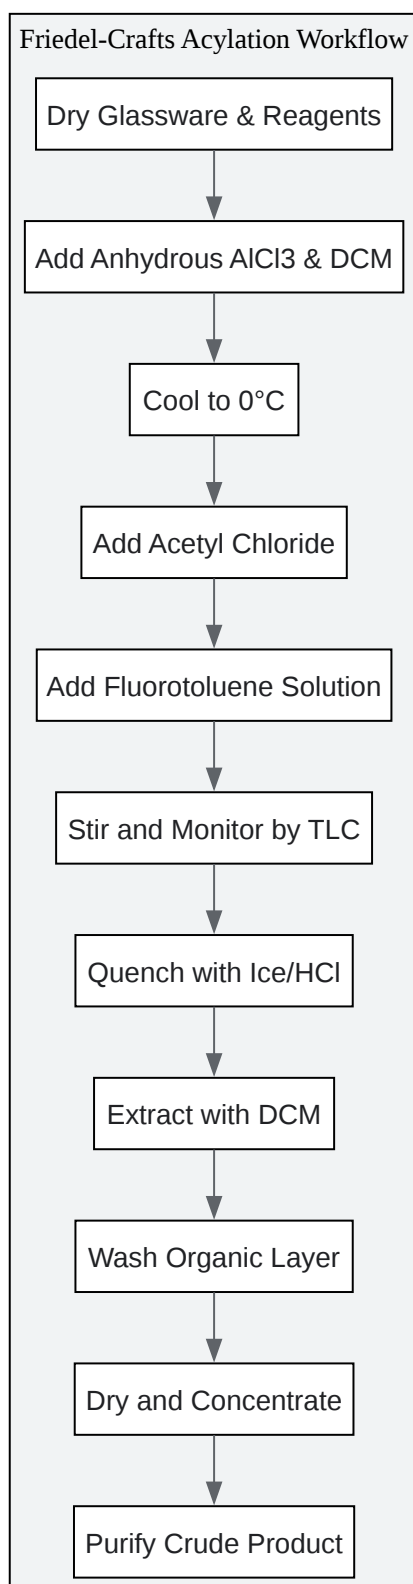 Friedel-Crafts Acylation Workflow
Dry Glassware & Reagents
Add Anhydrous AlCl3 & DCM
Cool to 0°C
Add Acetyl Chloride
Add Fluorotoluene Solution
Stir and Monitor by TLC
Quench with Ice/HCl
Extract with DCM
Wash Organic Layer
Dry and Concentrate
Purify Crude Product